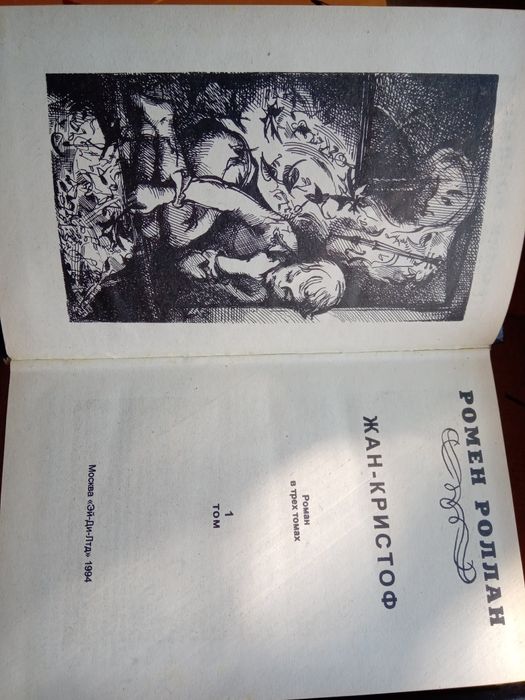 РОМЕН РОЛЛАН
ЖАН-КРИСТОФ
Роман
в трех томах
1
ТОМ
Москва «Эй-Ди-Лтд» 1994